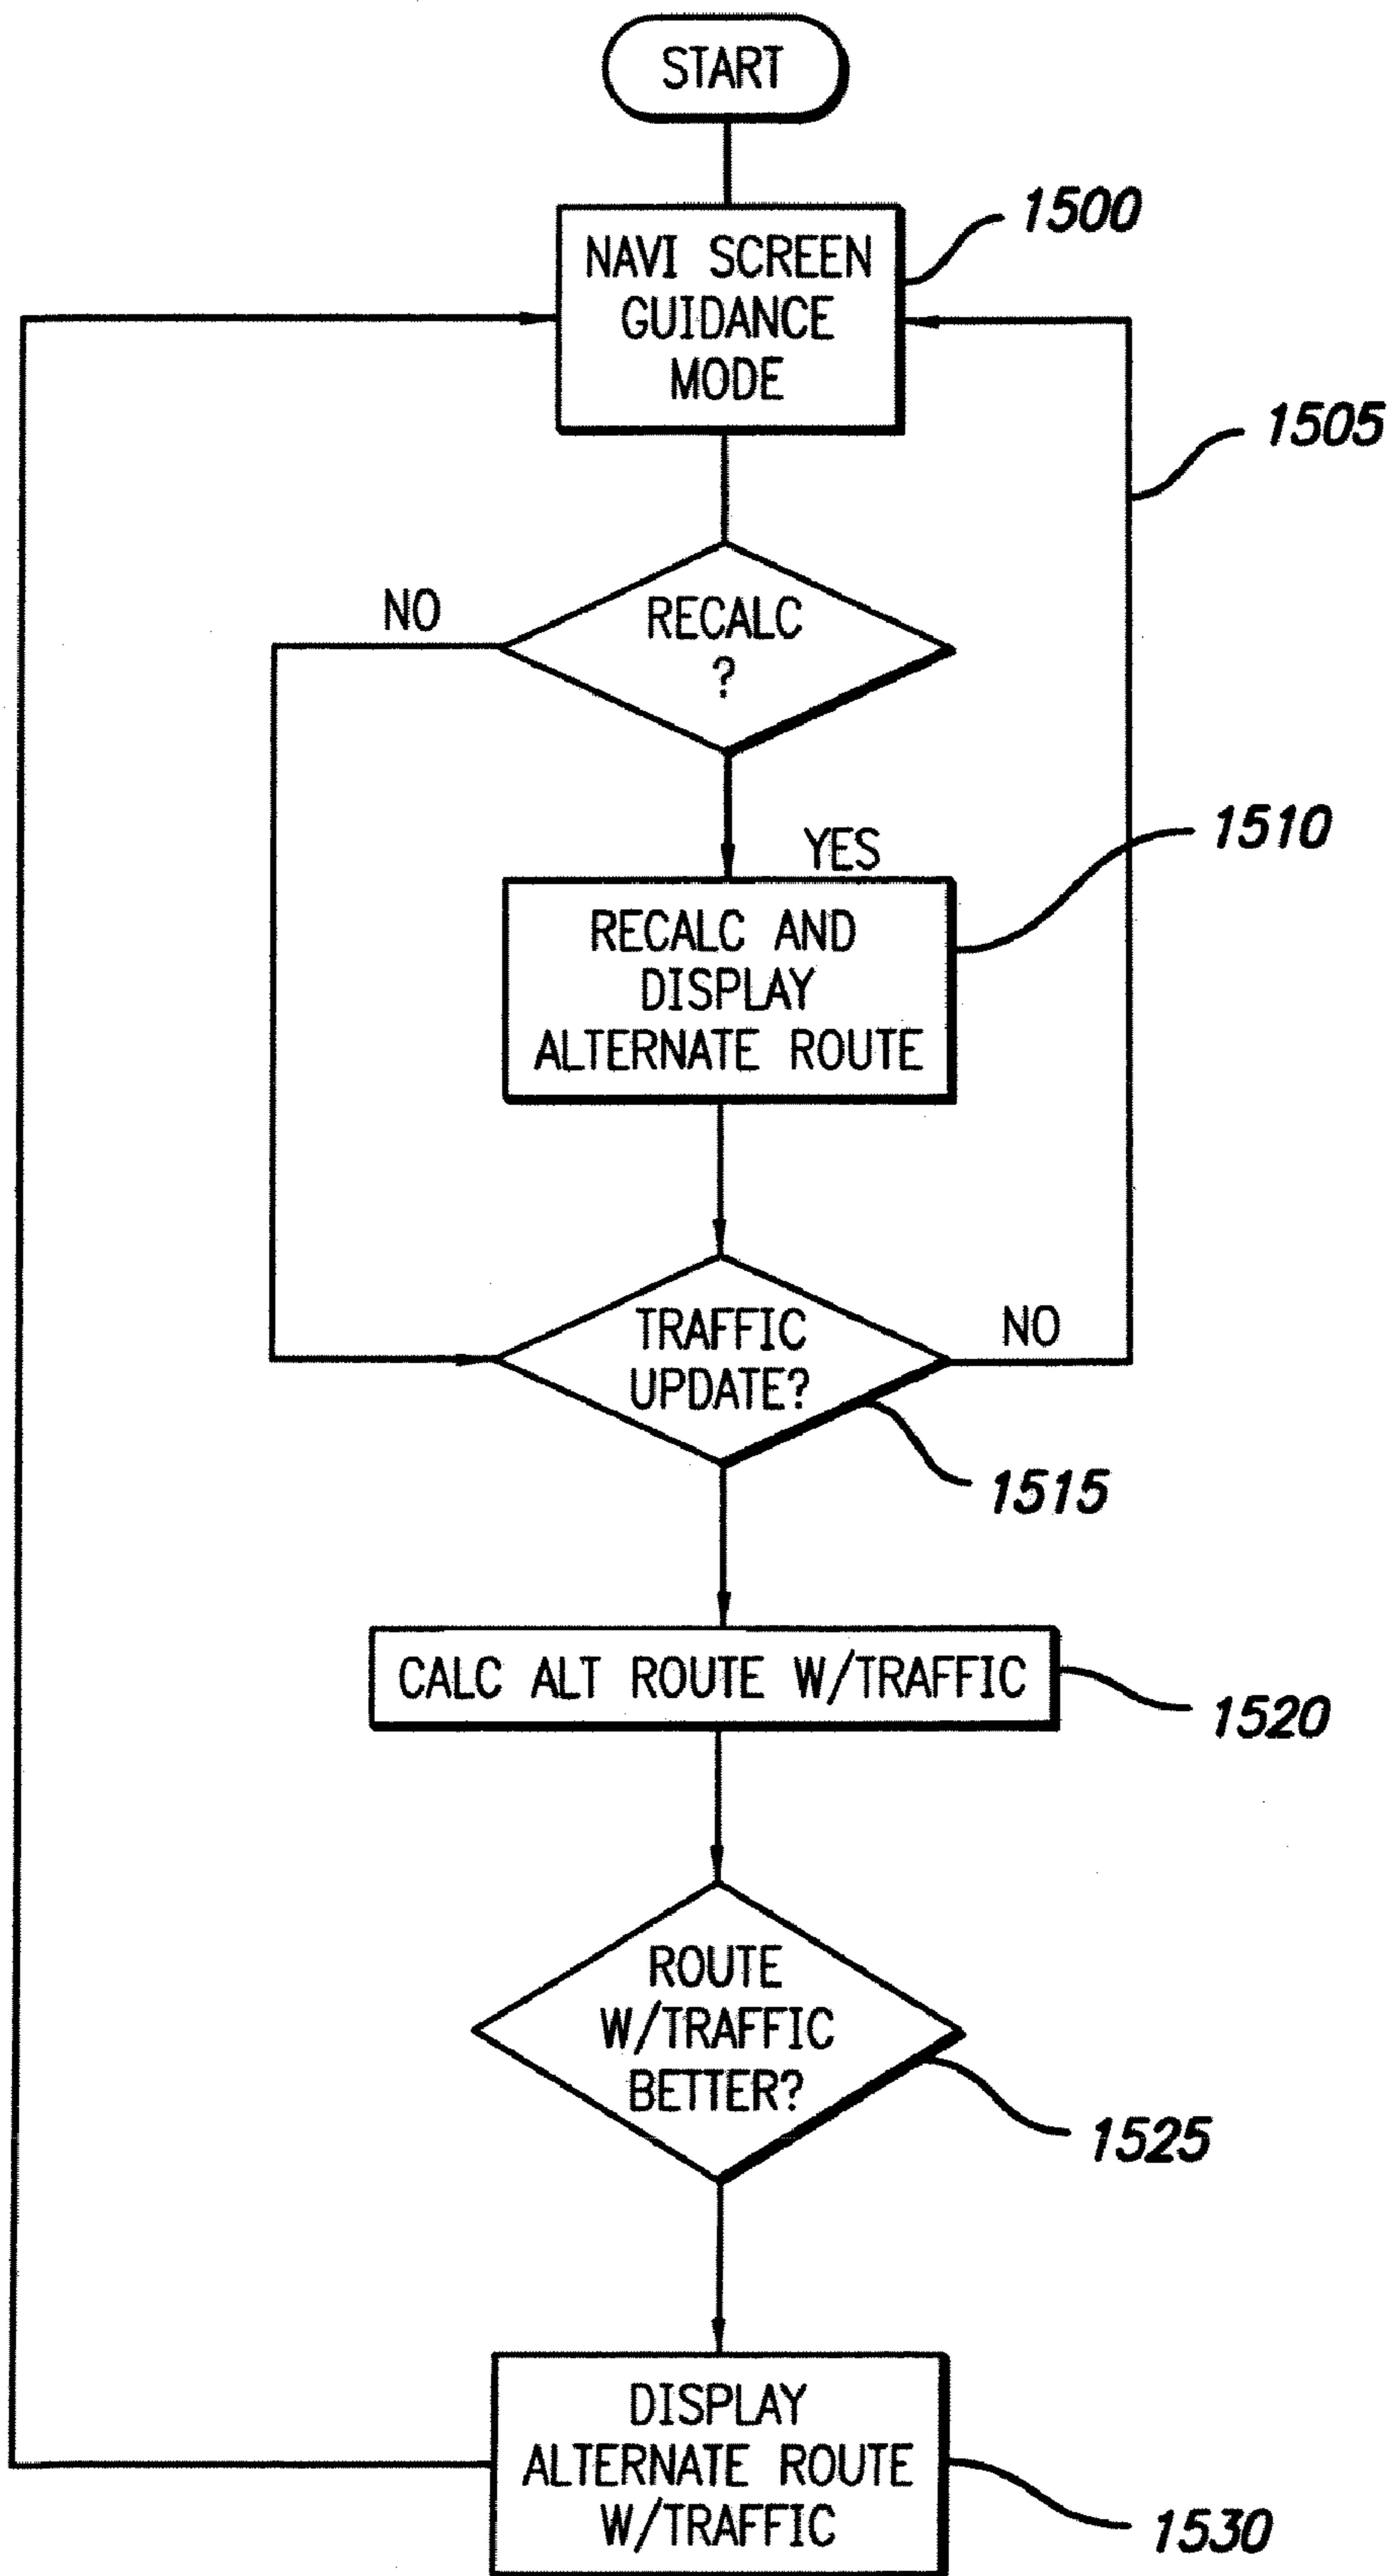 START
1500
NAVI SCREEN
GUIDANCE
MODE
1505
NO
RECALC
?
1510
YES
RECALC AND
DISPLAY
ALTERNATE ROUTE
TRAFFIC
UPDATE?
NO
1515
CALC ALT ROUTE W/TRAFFIC
1520
ROUTE
W/TRAFFIC
BETTER?
1525
DISPLAY
ALTERNATE ROUTE
W/TRAFFIC
1530